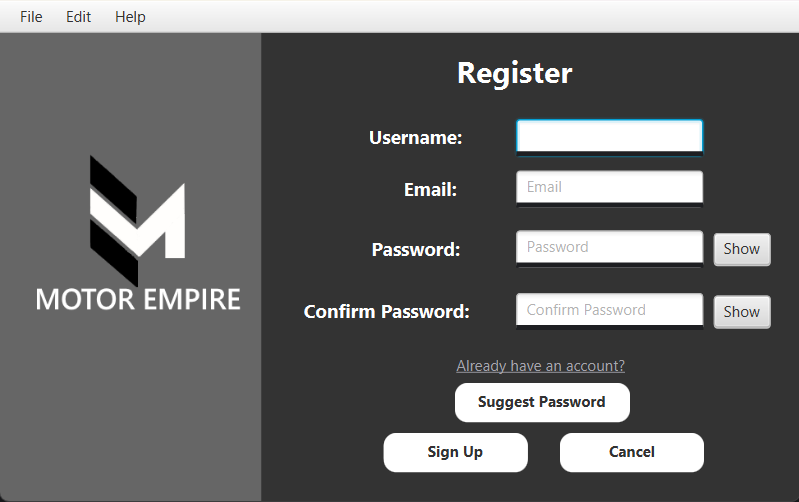 File Edit Help
Register
Username:
Email: Email
Password: Password Show
Confirm Password: Confirm Password Show
MOTOR EMPIRE
Already have an account?
Suggest Password
Sign Up Cancel